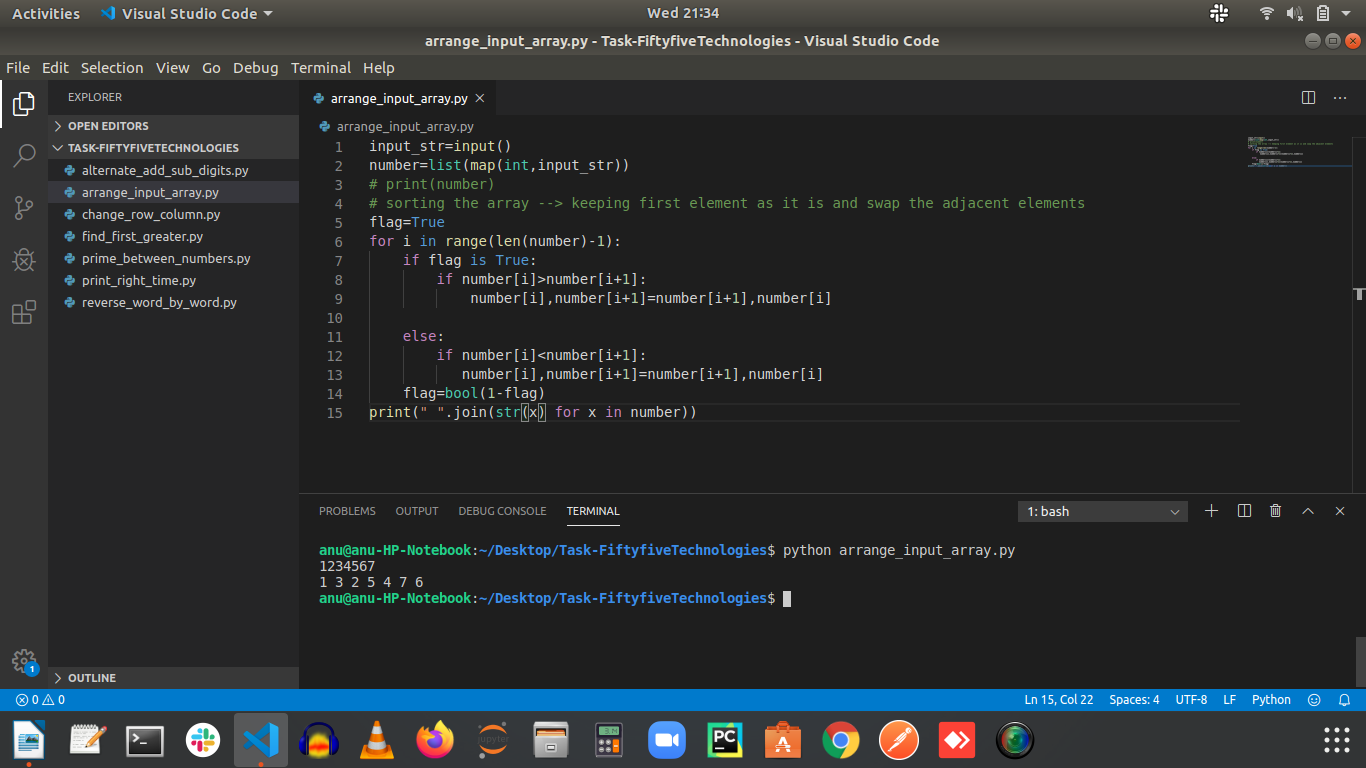 Activities Visual Studio Code Wed 21:34
arrange_input_array.py - Task-FiftyfiveTechnologies - Visual Studio Code
File Edit Selection View Go Debug Terminal Help
EXPLORER
OPEN EDITORS
TASK-FIFTYFIVETECHNOLOGIES
alternate_add_sub_digits.py
arrange_input_array.py
change_row_column.py
find_first_greater.py
prime_between_numbers.py
print_right_time.py
reverse_word_by_word.py
OUTLINE
arrange_input_array.py
arrange_input_array.py
1 input_str=input()
2 number=list(map(int,input_str))
3 # print(number)
4 # sorting the array --> keeping first element as it is and swap the adjacent elements
5 flag=True
6 for i in range(len(number)-1):
7 if flag is True:
8 if number[i]>number[i+1]:
9 number[i],number[i+1]=number[i+1],number[i]
10
11 else:
12 if number[i]<number[i+1]:
13 number[i],number[i+1]=number[i+1],number[i]
14 flag=bool(1-flag)
15 print(" ".join(str(x) for x in number))
PROBLEMS OUTPUT DEBUG CONSOLE TERMINAL 1: bash
anu@anu-HP-Notebook:~/Desktop/Task-FiftyfiveTechnologies$ python arrange_input_array.py
1234567
1 3 2 5 4 7 6
anu@anu-HP-Notebook:~/Desktop/Task-FiftyfiveTechnologies$
1
0 0 Ln 15, Col 22 Spaces: 4 UTF-8 LF Python
PC